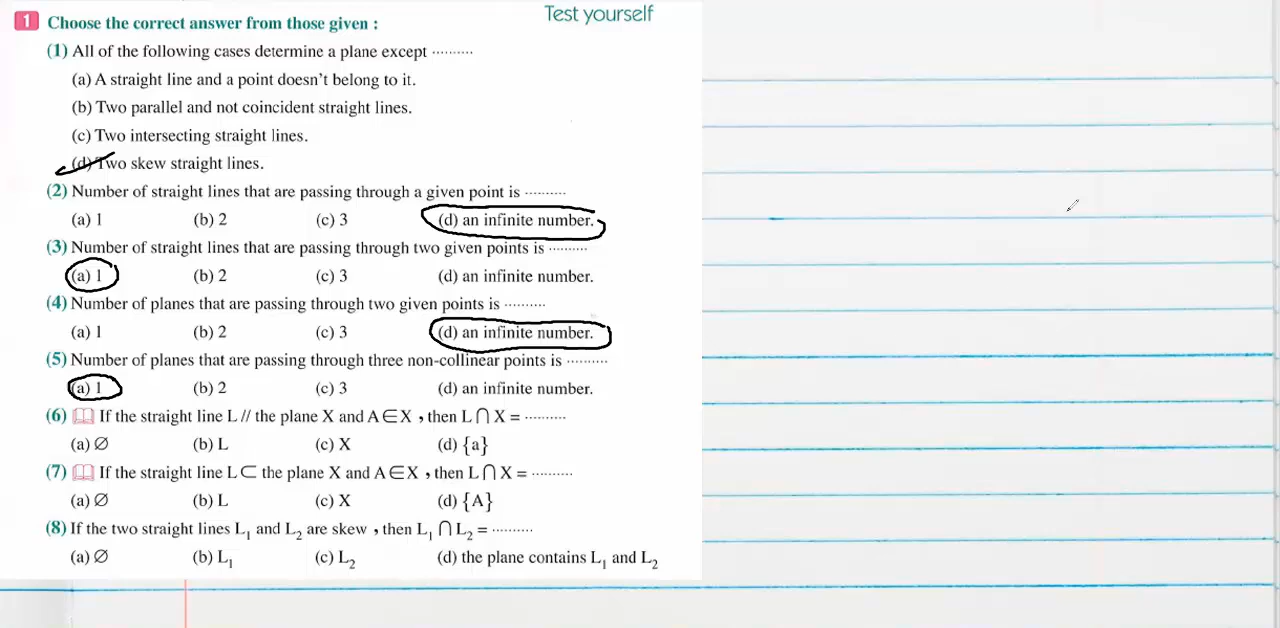 Test yourself
1 Choose the correct answer from those given :
(1) All of the following cases determine a plane except ··········
(a) A straight line and a point doesn't belong to it.
(b) Two parallel and not coincident straight lines.
(c) Two intersecting straight lines.
(d) Two skew straight lines.
(2) Number of straight lines that are passing through a given point is ··········
(a) 1 (b) 2 (c) 3 (d) an infinite number.
(3) Number of straight lines that are passing through two given points is ··········
(a) 1 (b) 2 (c) 3 (d) an infinite number.
(4) Number of planes that are passing through two given points is ··········
(a) 1 (b) 2 (c) 3 (d) an infinite number.
(5) Number of planes that are passing through three non-collinear points is ··········
(a) 1 (b) 2 (c) 3 (d) an infinite number.
(6) If the straight line L // the plane X and A ∈ X , then L ∩ X = ··········
(a) ∅ (b) L (c) X (d) {a}
(7) If the straight line L ⊂ the plane X and A ∈ X , then L ∩ X = ··········
(a) ∅ (b) L (c) X (d) {A}
(8) If the two straight lines L₁ and L₂ are skew , then L₁ ∩ L₂ = ··········
(a) ∅ (b) L₁ (c) L₂ (d) the plane contains L₁ and L₂